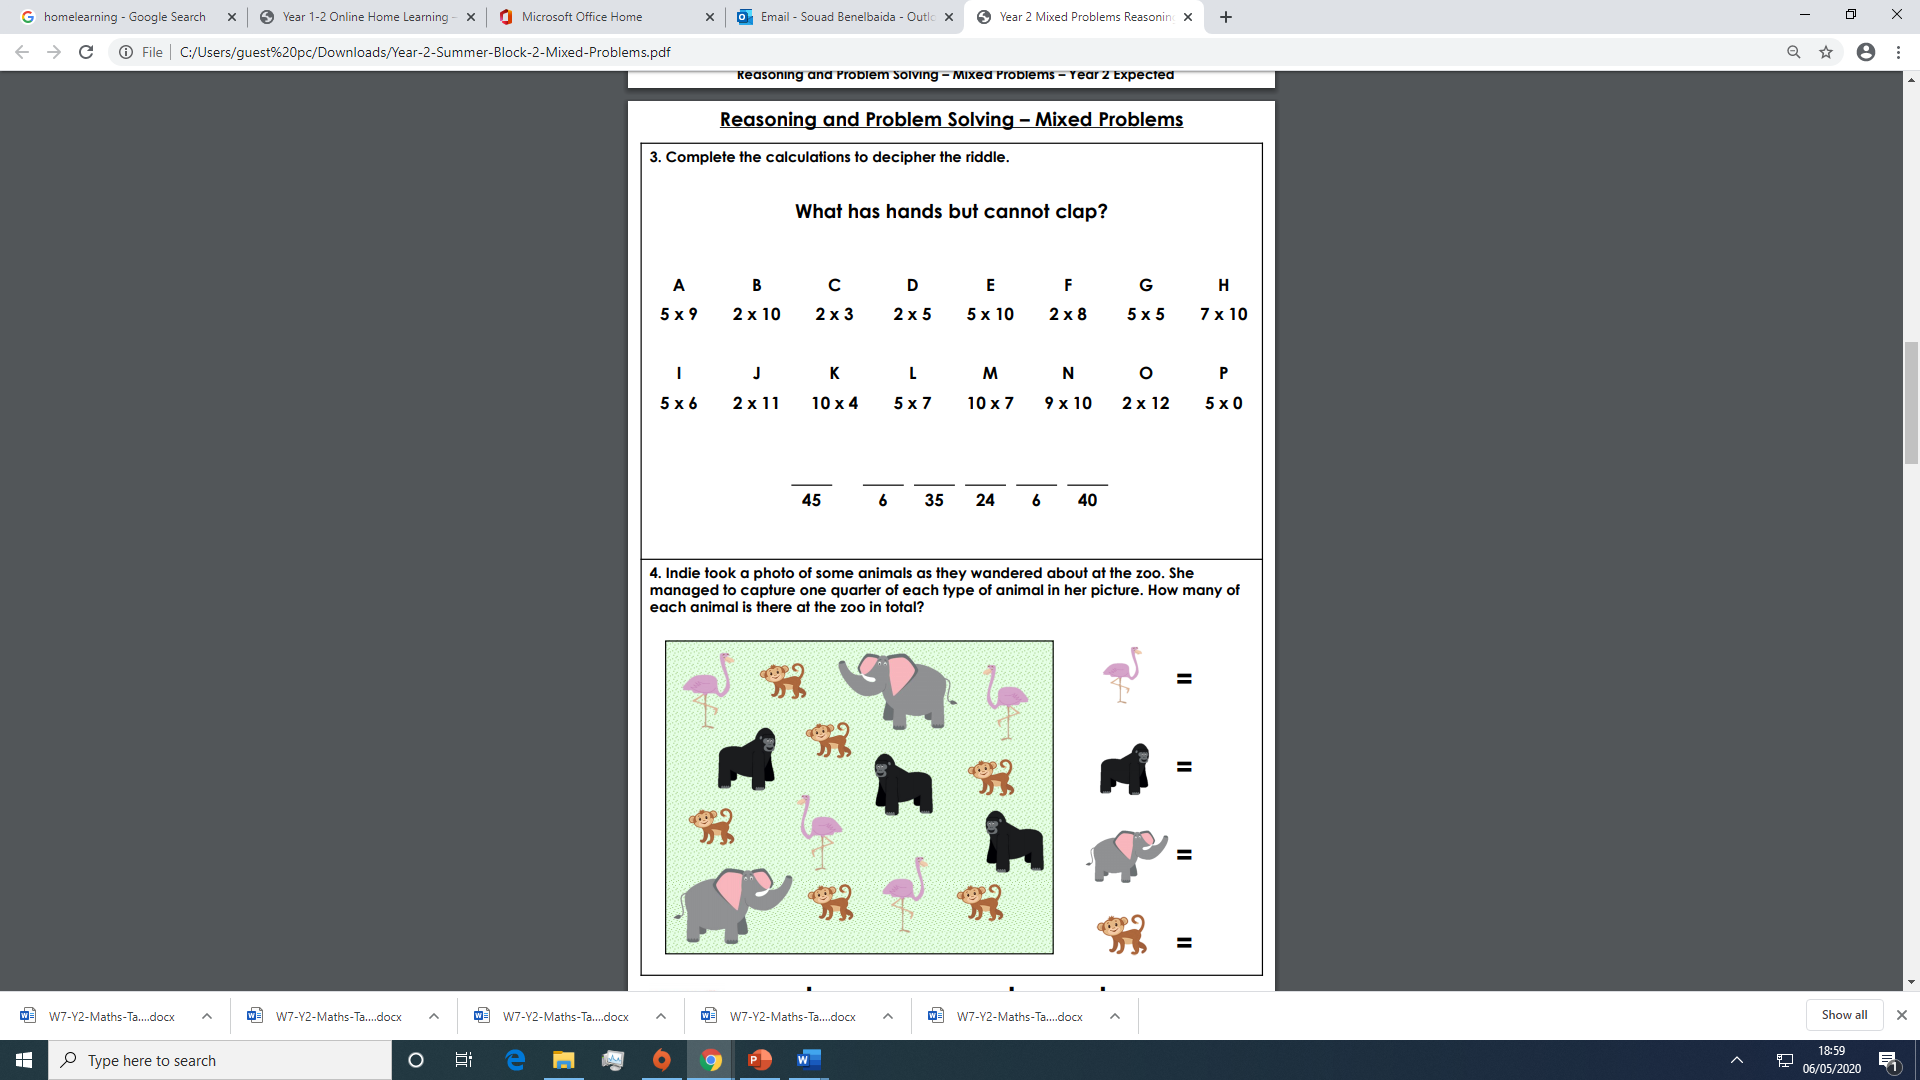 homelearning - Google Search
Year 1-2 Online Home Learning -
Microsoft Office Home
Email - Souad Benelbaida - Outlo
Year 2 Mixed Problems Reasoning
File
C:/Users/guest%20pc/Downloads/Year-2-Summer-Block-2-Mixed-Problems.pdf
Reasoning and Problem Solving – Mixed Problems – Year 2 Expected
Reasoning and Problem Solving – Mixed Problems
3. Complete the calculations to decipher the riddle.
What has hands but cannot clap?
A B C D E F G H
5 x 9 2 x 10 2 x 3 2 x 5 5 x 10 2 x 8 5 x 5 7 x 10
I J K L M N O P
5 x 6 2 x 11 10 x 4 5 x 7 10 x 7 9 x 10 2 x 12 5 x 0
45 6 35 24 6 40
4. Indie took a photo of some animals as they wandered about at the zoo. She
managed to capture one quarter of each type of animal in her picture. How many of
each animal is there at the zoo in total?
=
=
=
=
W7-Y2-Maths-Ta....docx
W7-Y2-Maths-Ta....docx
W7-Y2-Maths-Ta....docx
W7-Y2-Maths-Ta....docx
W7-Y2-Maths-Ta....docx
Show all
Type here to search
18:59
06/05/2020
1